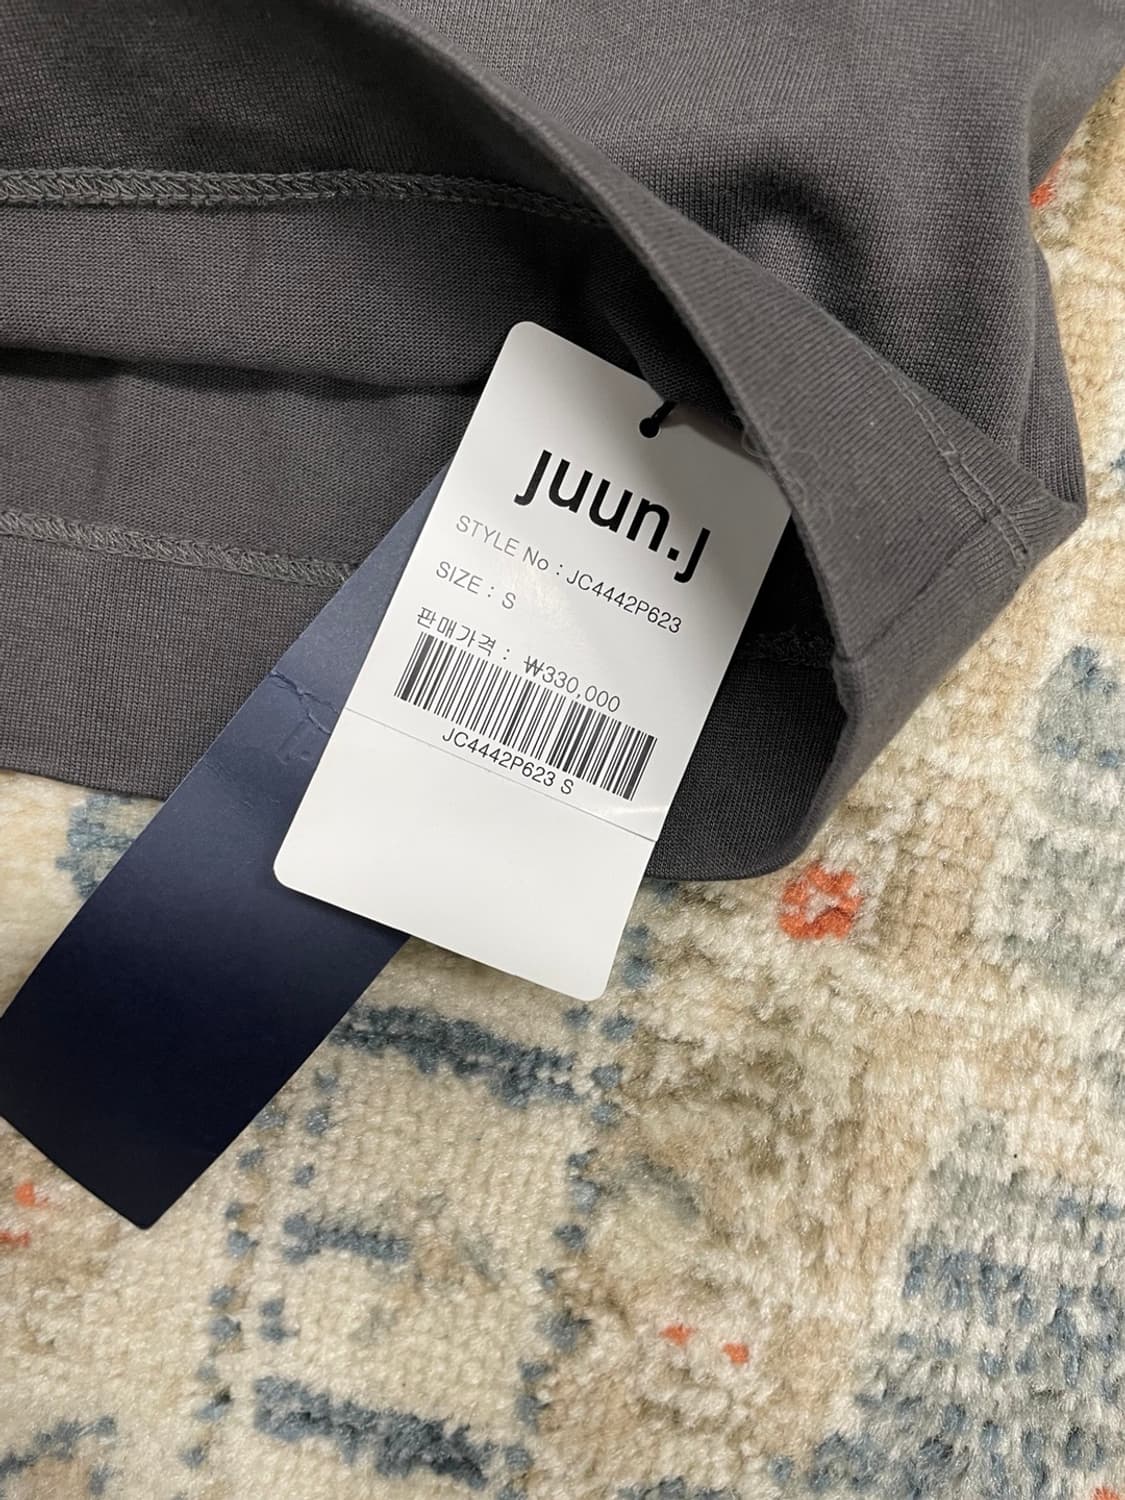 juun.j
STYLE No : JC4442P623
SIZE : S
판매가격 : ₩330,000
JC4442P623 S